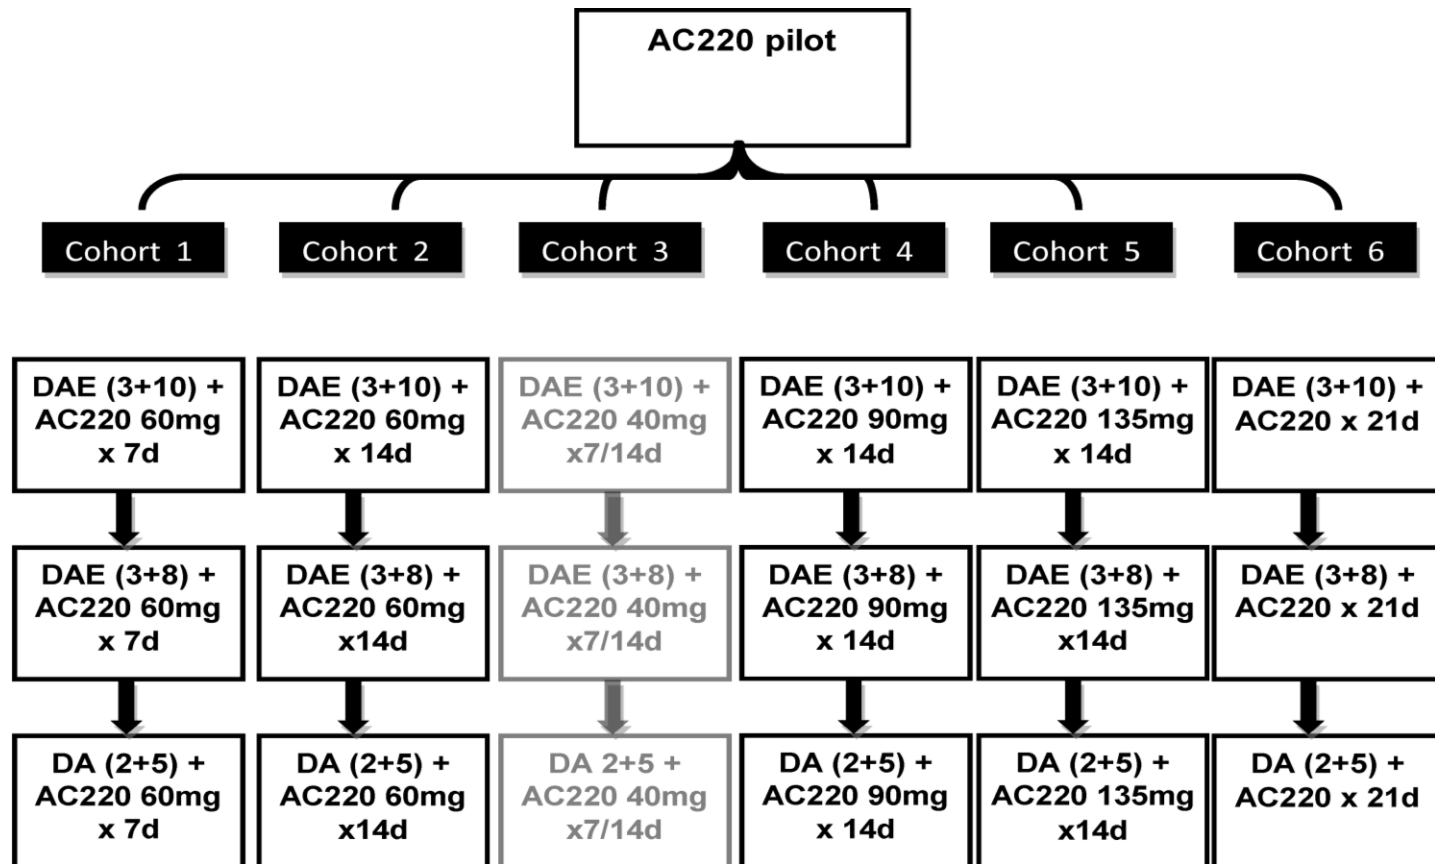 AC220 pilot
Cohort 1
Cohort 2
Cohort 3
Cohort 4
Cohort 5
Cohort 6
DAE (3+10) +
AC220 60mg
x 7d
DAE (3+10) +
AC220 60mg
x 14d
DAE (3+10) +
AC220 40mg
x7/14d
DAE (3+10) +
AC220 90mg
x 14d
DAE (3+10) +
AC220 135mg
x 14d
DAE (3+10) +
AC220 x 21d
DAE (3+8) +
AC220 60mg
x 7d
DAE (3+8) +
AC220 60mg
x14d
DAE (3+8) +
AC220 40mg
x7/14d
DAE (3+8) +
AC220 90mg
x 14d
DAE (3+8) +
AC220 135mg
x14d
DAE (3+8) +
AC220 x 21d
DA (2+5) +
AC220 60mg
x 7d
DA (2+5) +
AC220 60mg
x14d
DA 2+5 +
AC220 40mg
x7/14d
DA (2+5) +
AC220 90mg
x 14d
DA (2+5) +
AC220 135mg
x14d
DA (2+5) +
AC220 x 21d